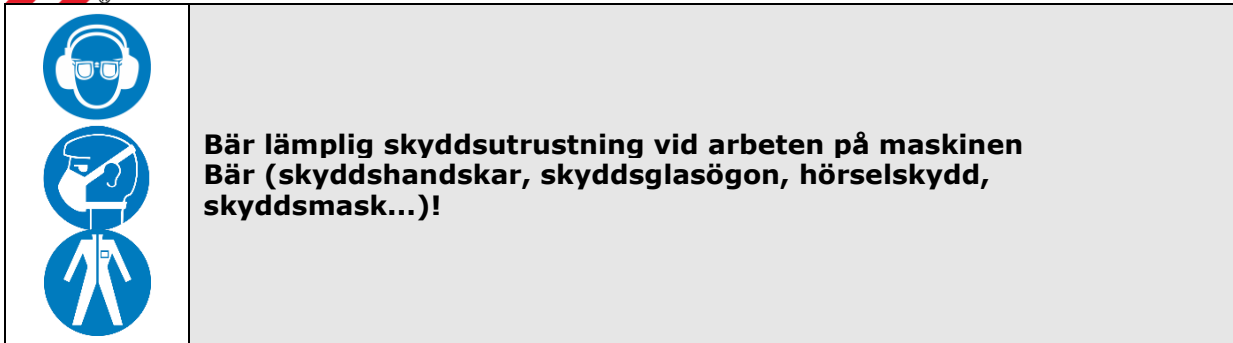 Bär lämplig skyddsutrustning vid arbeten på maskinen
Bär (skyddshandskar, skyddsglasögon, hörselskydd,
skyddsmask...)!